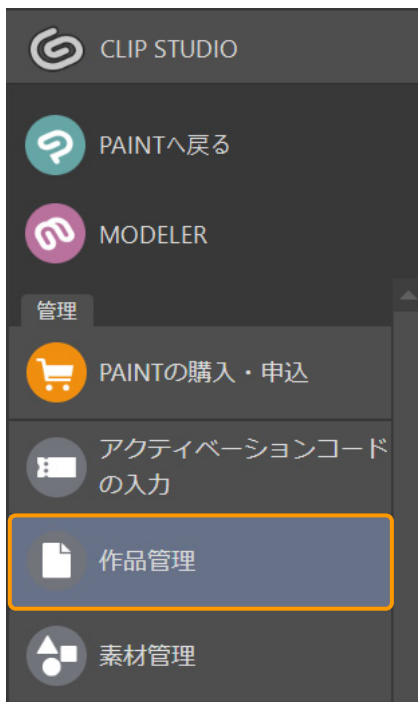 CLIP STUDIO
PAINTへ戻る
MODELER
管理
PAINTの購入・申込
アクティベーションコード
の入力
作品管理
素材管理